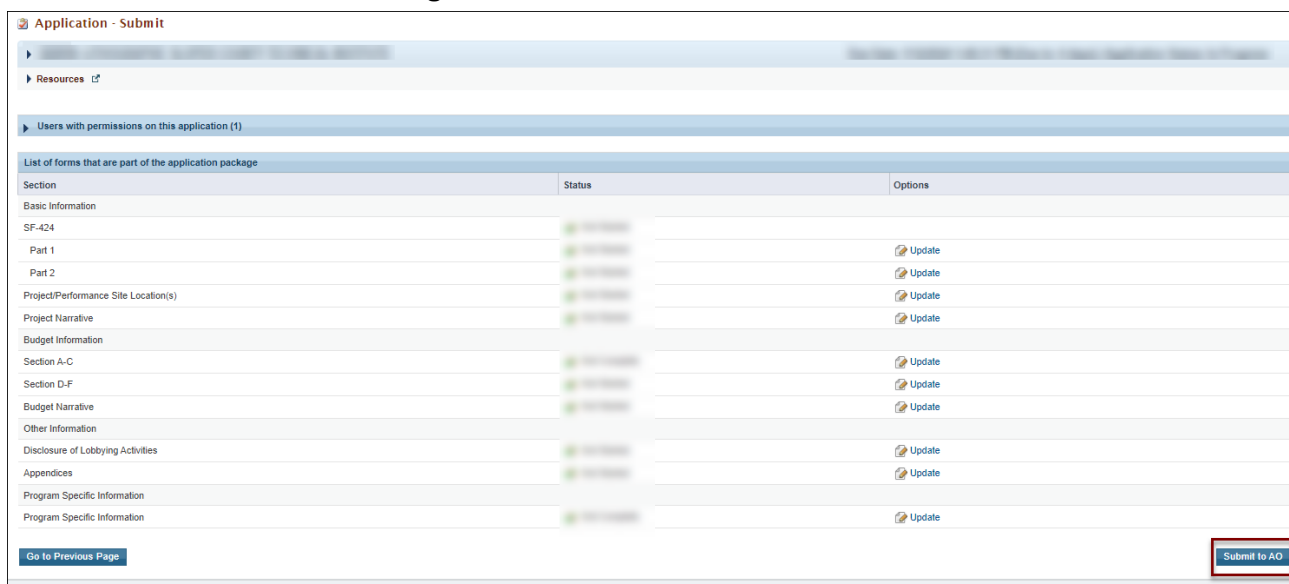 Application - Submit
Resources
Users with permissions on this application (1)
List of forms that are part of the application package
Section Status Options
Basic Information
SF-424
Part 1 Update
Part 2 Update
Project/Performance Site Location(s) Update
Project Narrative Update
Budget Information
Section A-C Update
Section D-F Update
Budget Narrative Update
Other Information
Disclosure of Lobbying Activities Update
Appendices Update
Program Specific Information
Program Specific Information Update
Go to Previous Page Submit to AO